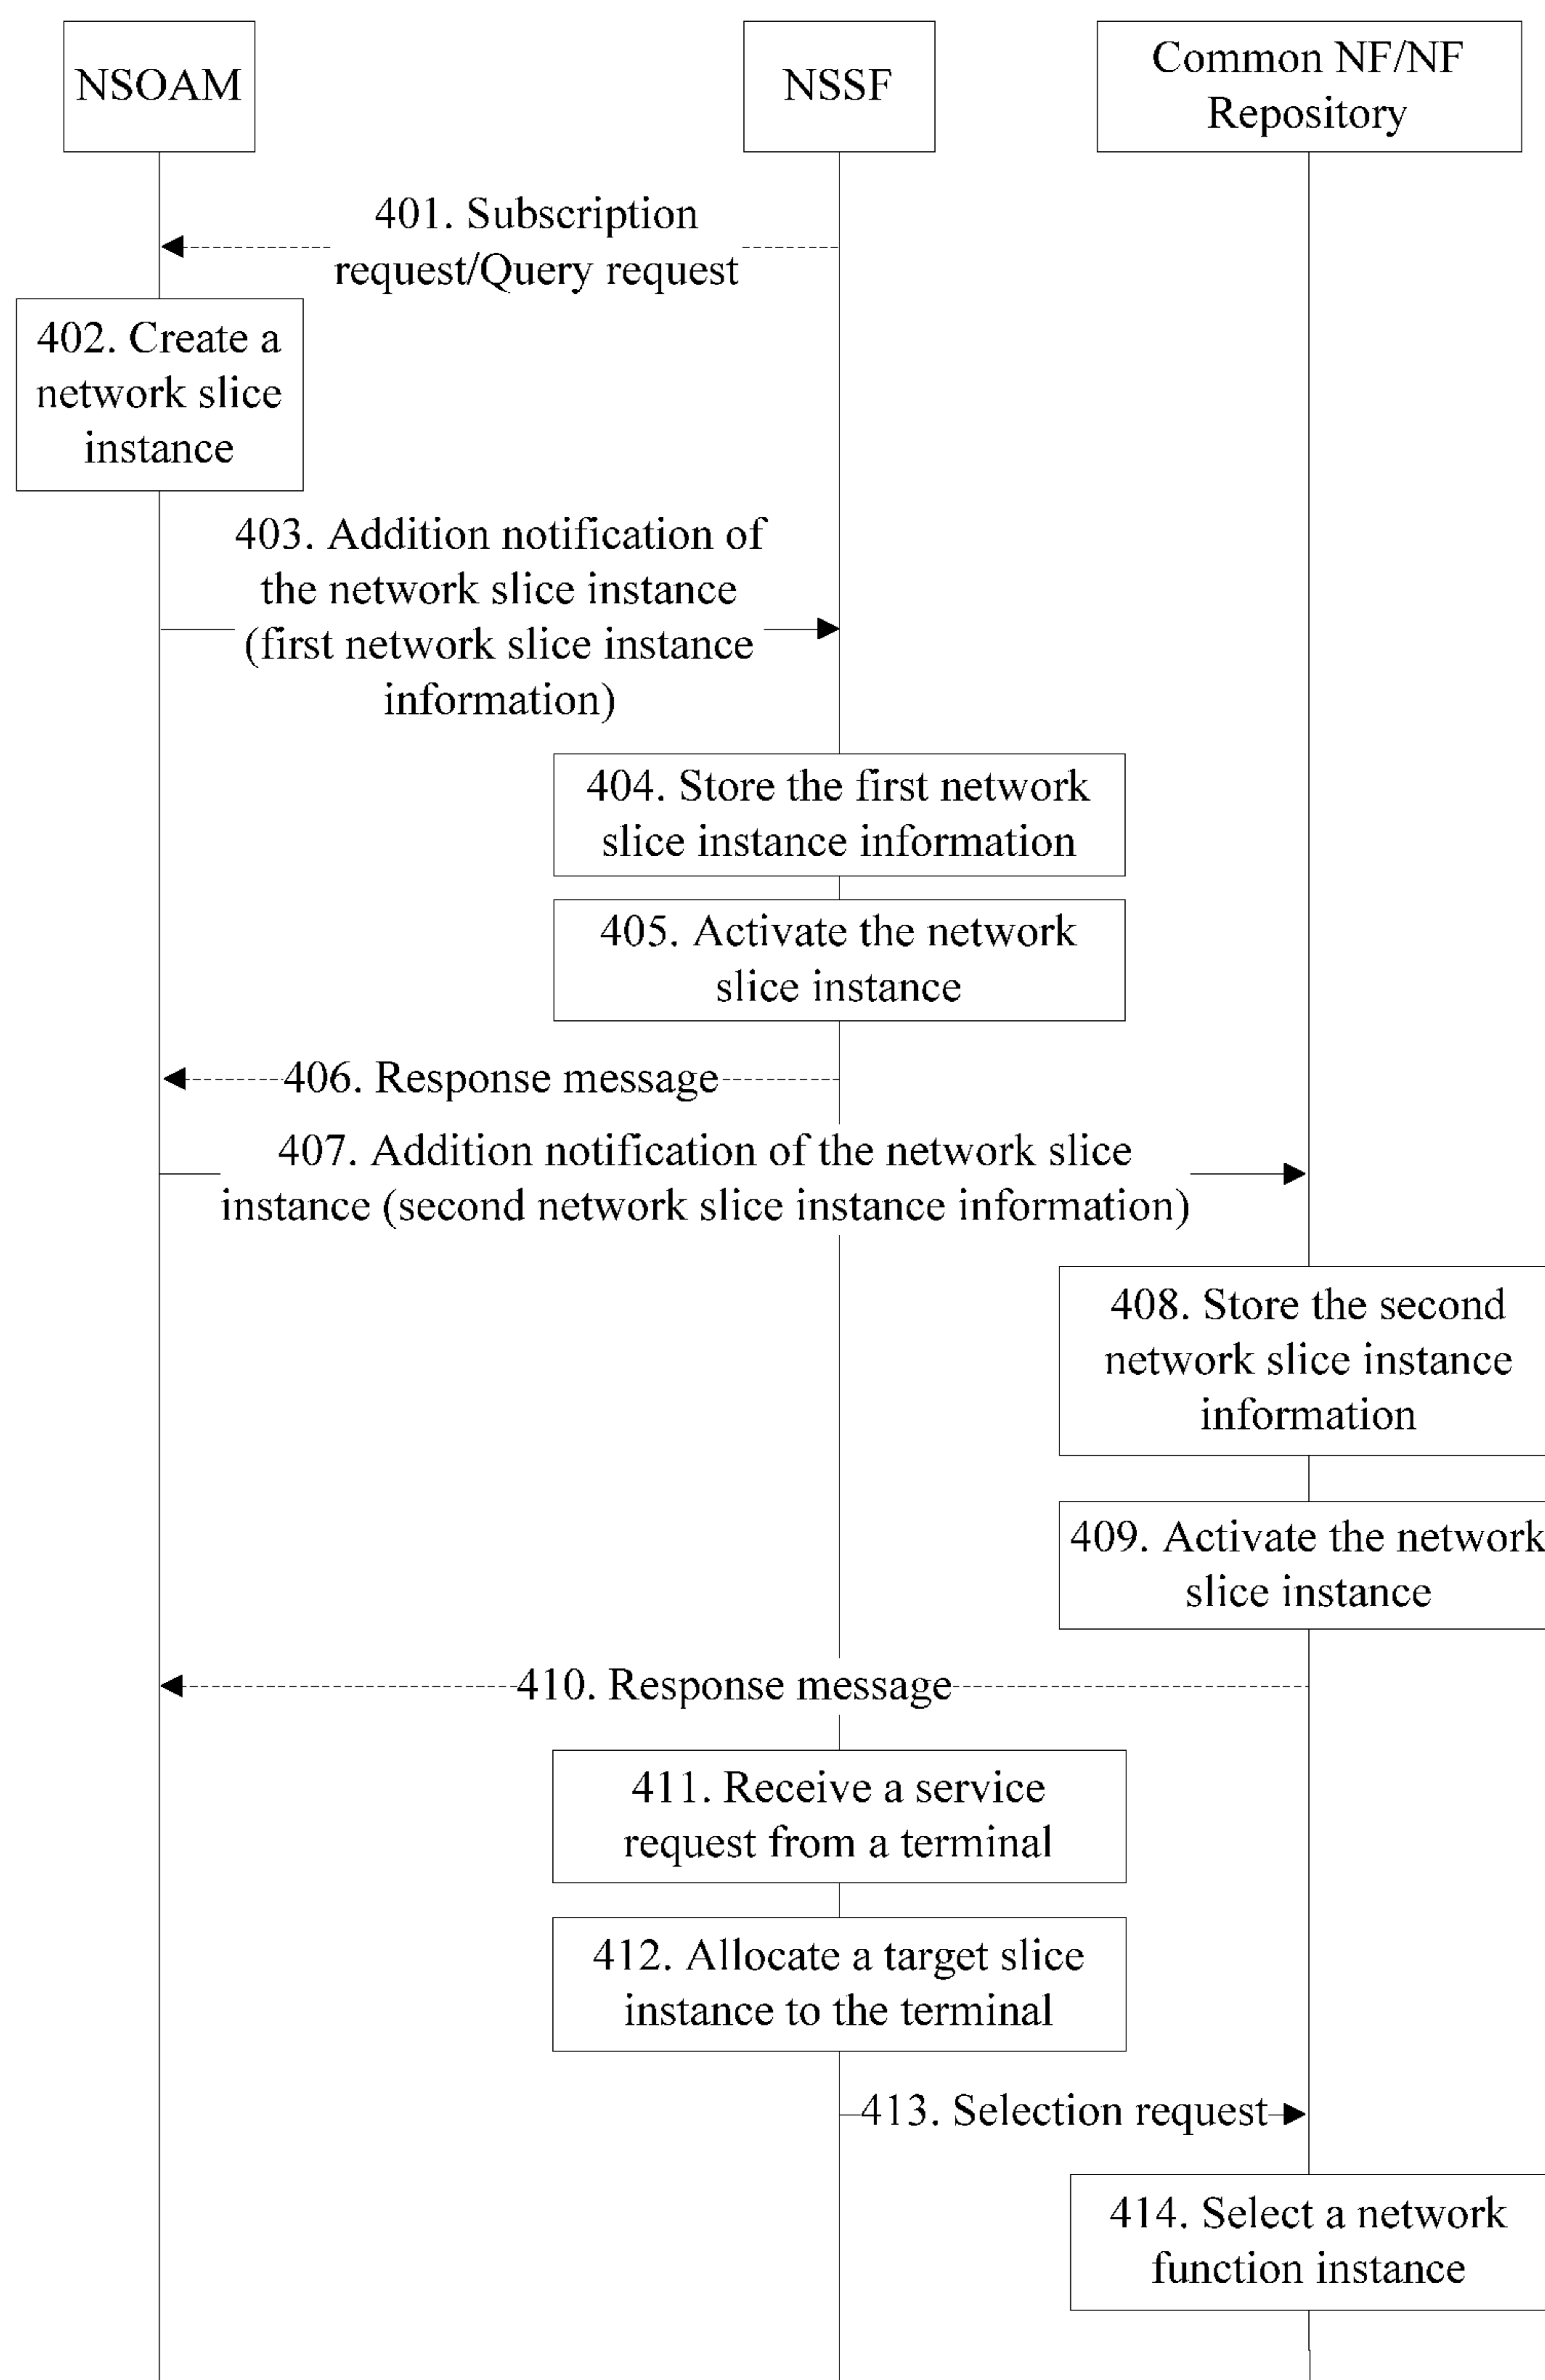 NSOAM
NSSF
Common NF/NF
Repository
401. Subscription
request/Query request
402. Create a
network slice
instance
403. Addition notification of
the network slice instance
(first network slice instance
information)
404. Store the first network
slice instance information
405. Activate the network
slice instance
406. Response message
407. Addition notification of the network slice
instance (second network slice instance information)
408. Store the second
network slice instance
information
409. Activate the network
slice instance
410. Response message
411. Receive a service
request from a terminal
412. Allocate a target slice
instance to the terminal
413. Selection request
414. Select a network
function instance